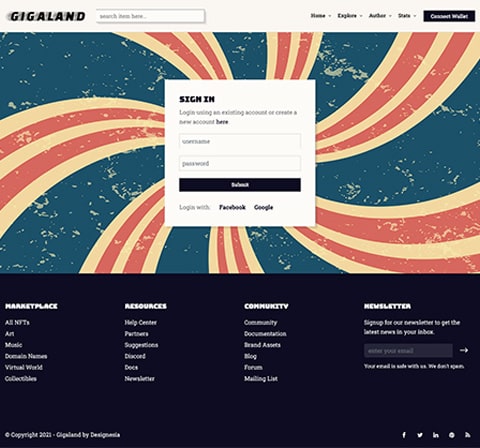 GIGALAND
search item here...
Home Explore Author Stats Connect Wallet
SIGN IN
Login using an existing account or create a
new account here.
username
password
Submit
Login with: Facebook Google
MARKETPLACE
All NFTs
Art
Music
Domain Names
Virtual World
Collectibles
RESOURCES
Help Center
Partners
Suggestions
Discord
Docs
Newsletter
COMMUNITY
Community
Documentation
Brand Assets
Blog
Forum
Mailing List
NEWSLETTER
Signup for our newsletter to get the
latest news in your inbox.
enter your email
Your email is safe with us. We don't spam.
© Copyright 2021 - Gigaland by Designesia